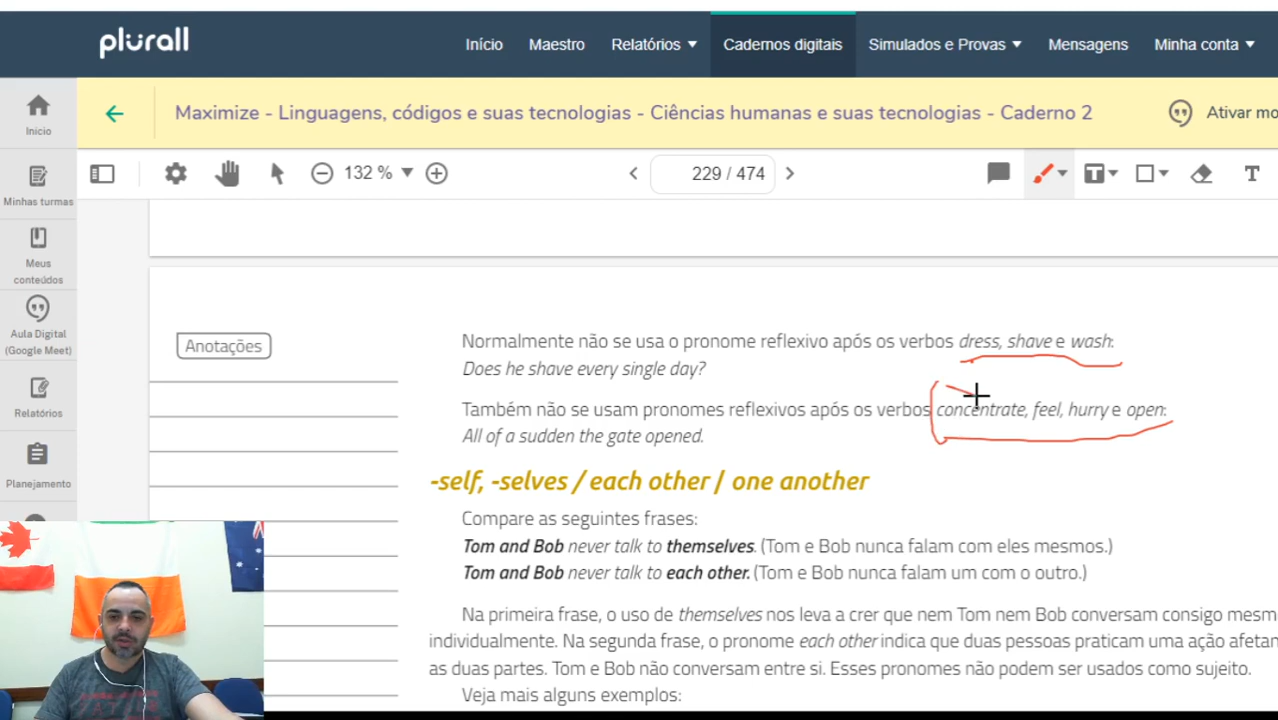 plurall
Início
Maestro
Relatórios
Cadernos digitais
Simulados e Provas
Mensagens
Minha conta
Inicio
Maximize - Linguagens, códigos e suas tecnologias - Ciências humanas e suas tecnologias - Caderno 2
Ativar mo
132 %
229 / 474
T
T
Minhas turmas
Meus
conteúdos
Aula Digital
(Google Meet)
Relatórios
Planejamento
Anotações
Normalmente não se usa o pronome reflexivo após os verbos dress, shave e wash:
Does he shave every single day?
Também não se usam pronomes reflexivos após os verbos concentrate, feel, hurry e open:
All of a sudden the gate opened.
-self, -selves / each other / one another
Compare as seguintes frases:
Tom and Bob never talk to themselves. (Tom e Bob nunca falam com eles mesmos.)
Tom and Bob never talk to each other. (Tom e Bob nunca falam um com o outro.)
Na primeira frase, o uso de themselves nos leva a crer que nem Tom nem Bob conversam consigo mesm
individualmente. Na segunda frase, o pronome each other indica que duas pessoas praticam uma ação afetan
as duas partes. Tom e Bob não conversam entre si. Esses pronomes não podem ser usados como sujeito.
Veja mais alguns exemplos: